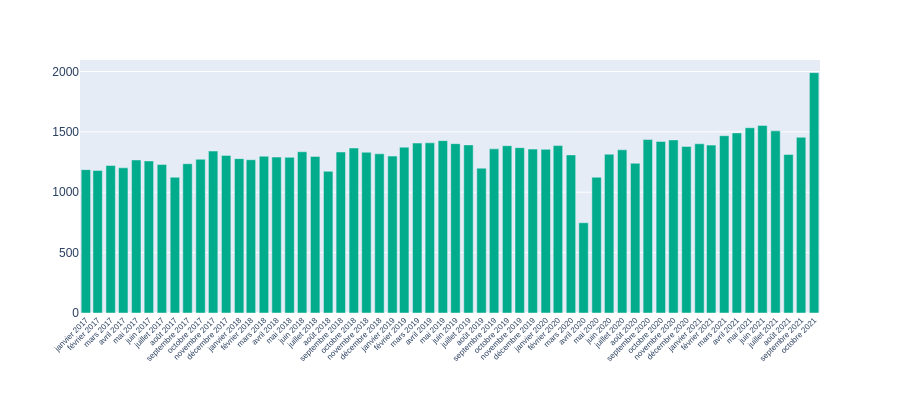 2000
1500
1000
500
0
janvier 2017
février 2017
mars 2017
avril 2017
mai 2017
juin 2017
juillet 2017
août 2017
septembre 2017
octobre 2017
novembre 2017
décembre 2017
janvier 2018
février 2018
mars 2018
avril 2018
mai 2018
juin 2018
juillet 2018
août 2018
septembre 2018
octobre 2018
novembre 2018
décembre 2018
janvier 2019
février 2019
mars 2019
avril 2019
mai 2019
juin 2019
juillet 2019
août 2019
septembre 2019
octobre 2019
novembre 2019
décembre 2019
janvier 2020
février 2020
mars 2020
avril 2020
mai 2020
juin 2020
juillet 2020
août 2020
septembre 2020
octobre 2020
novembre 2020
décembre 2020
janvier 2021
février 2021
mars 2021
avril 2021
mai 2021
juin 2021
juillet 2021
août 2021
septembre 2021
octobre 2021